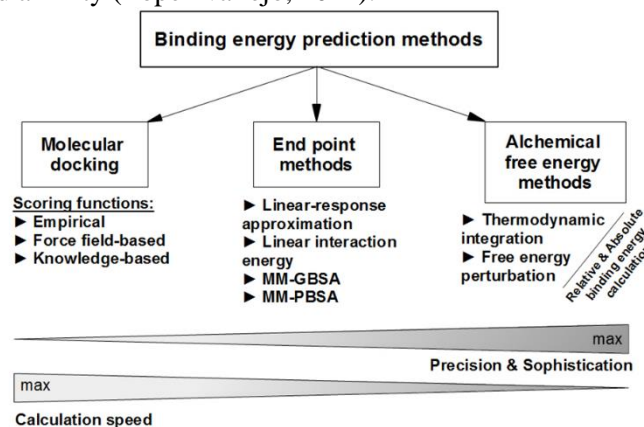 Binding energy prediction methods
Molecular
docking
End point
methods
Alchemical
free energy
methods
Scoring functions:
► Empirical
► Force field-based
► Knowledge-based
► Linear-response
approximation
► Linear interaction
energy
► MM-GBSA
► MM-PBSA
► Thermodynamic
integration
► Free energy
perturbation
Relative & Absolute
binding energy
calculation
max
Precision & Sophistication
max
Calculation speed